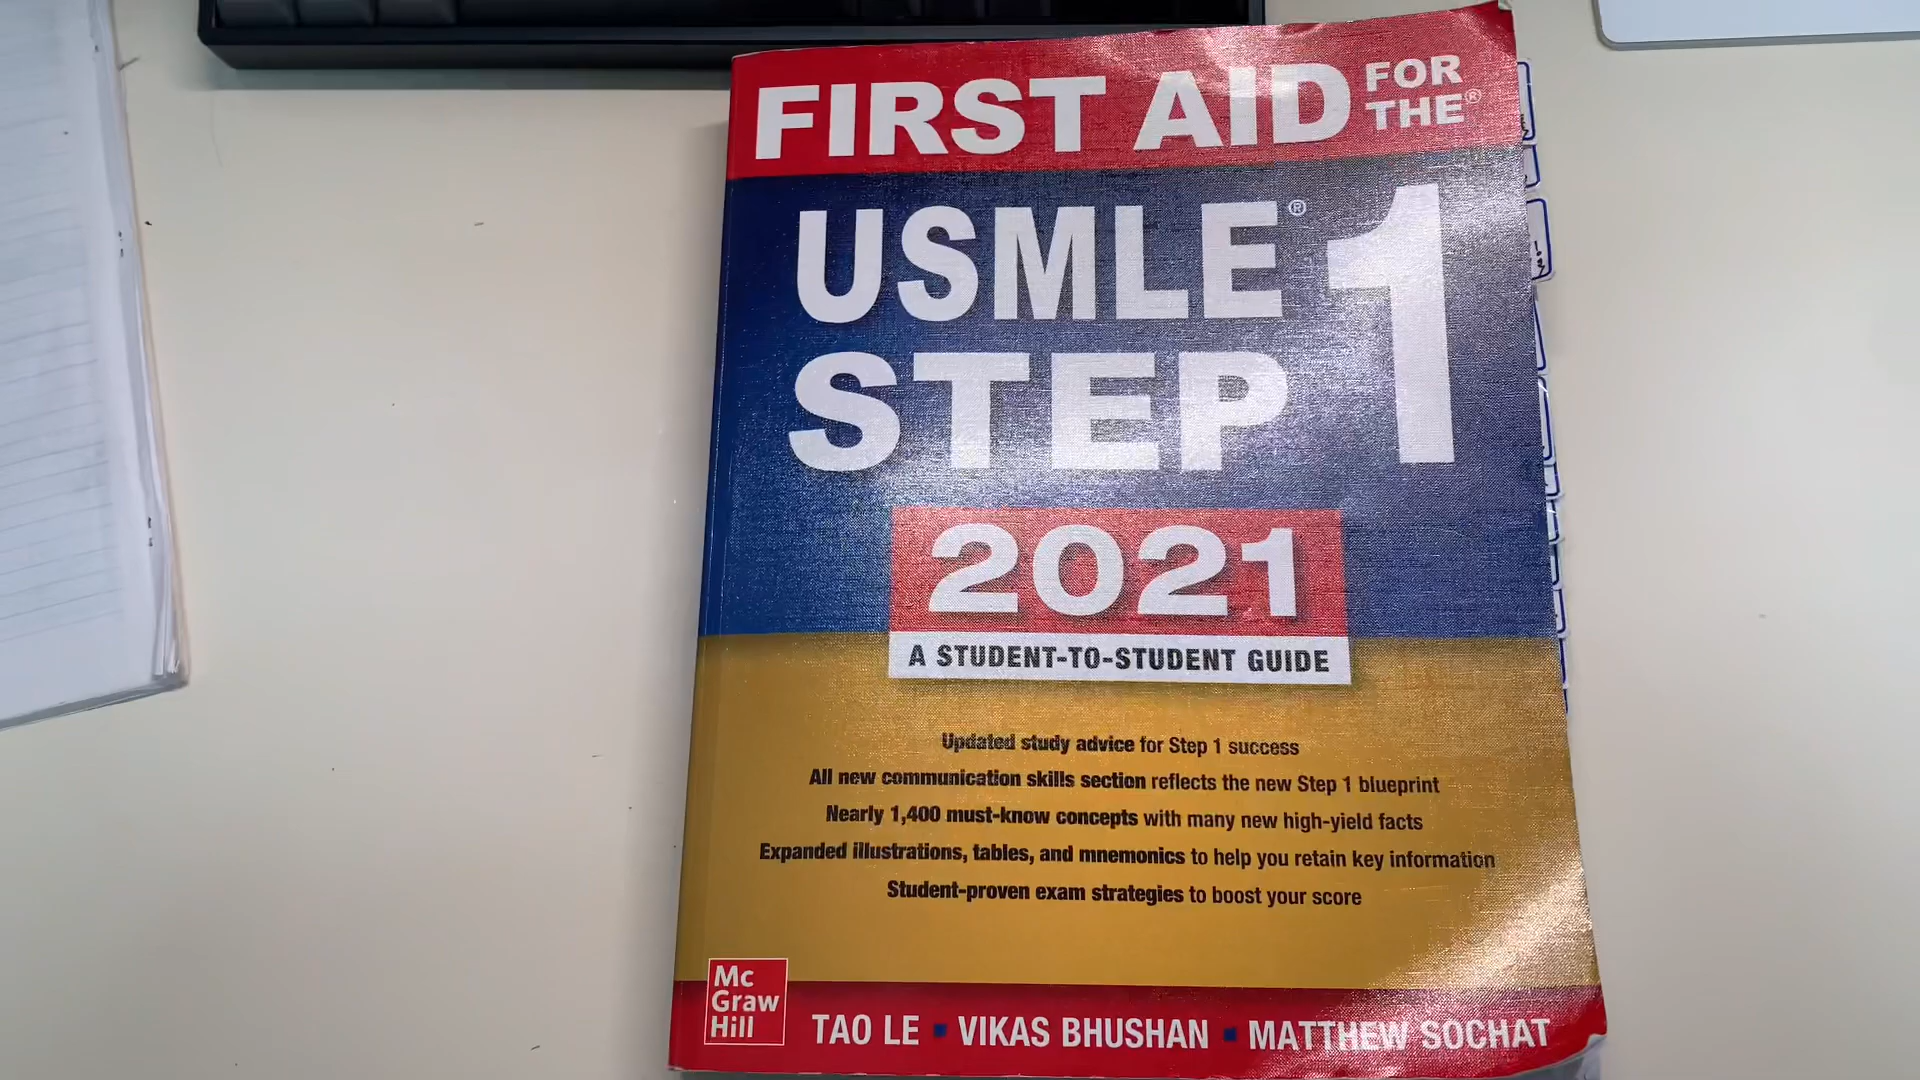 FIRST AID FOR THE®
USMLE® 1
STEP
2021
A STUDENT-TO-STUDENT GUIDE
Updated study advice for Step 1 success
All new communication skills section reflects the new Step 1 blueprint
Nearly 1,400 must-know concepts with many new high-yield facts
Expanded illustrations, tables, and mnemonics to help you retain key information
Student-proven exam strategies to boost your score
Mc
Graw
Hill
TAO LE ▪ VIKAS BHUSHAN ▪ MATTHEW SOCHAT